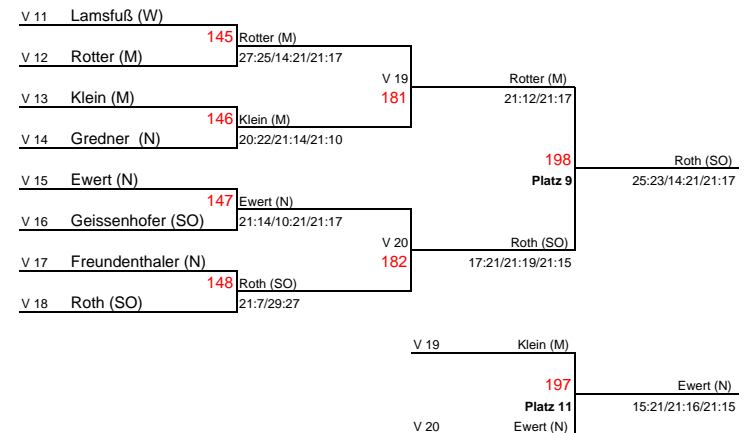 V 11 Lamsfuß (W)
145 Rotter (M)
V 12 Rotter (M) 27:25/14:21/21:17
V 19 Rotter (M)
V 13 Klein (M) 181 21:12/21:17
146 Klein (M)
V 14 Gredner (N) 20:22/21:14/21:10
198 Roth (SO)
V 15 Ewert (N) Platz 9 25:23/14:21/21:17
147 Ewert (N)
V 16 Geissenhofer (SO) 21:14/10:21/21:17
V 20 Roth (SO)
V 17 Freundenthaler (N) 182 17:21/21:19/21:15
148 Roth (SO)
V 18 Roth (SO) 21:7/29:27
V 19 Klein (M)
197 Ewert (N)
Platz 11 15:21/21:16/21:15
V 20 Ewert (N)